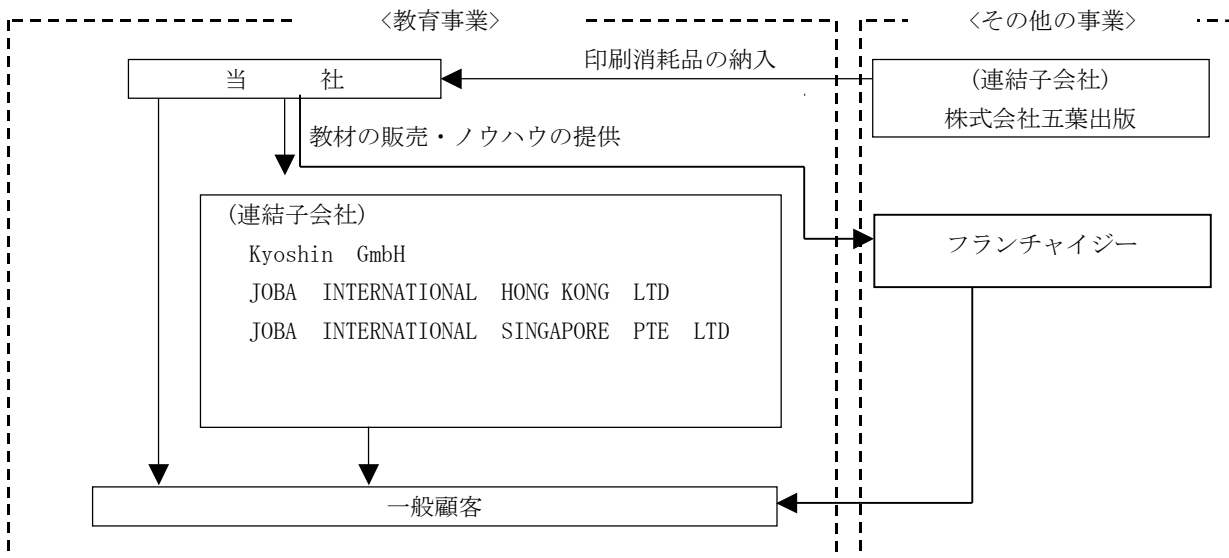 <教育事業>
<その他の事業>
印刷消耗品の納入
当 社
(連結子会社)
株式会社五葉出版
教材の販売・ノウハウの提供
(連結子会社)
Kyoshin GmbH
JOBA INTERNATIONAL HONG KONG LTD
JOBA INTERNATIONAL SINGAPORE PTE LTD
フランチャイジー
一般顧客